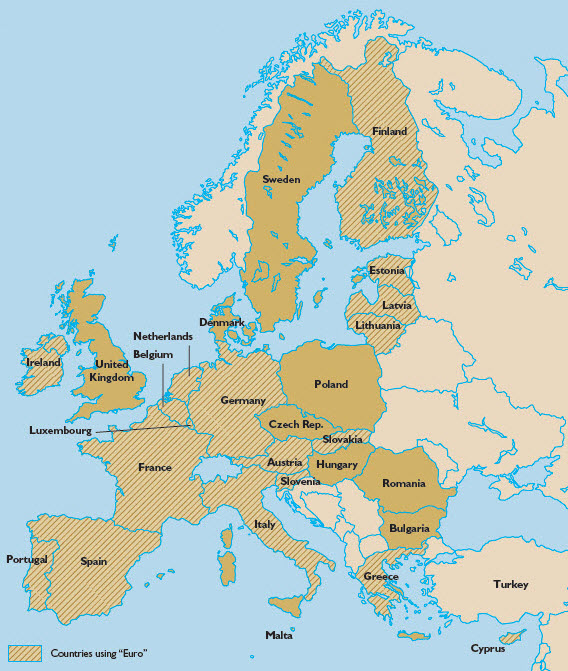 Finland
Sweden
Estonia
Latvia
Lithuania
Denmark
Netherlands
Belgium
Ireland
United
Kingdom
Poland
Germany
Luxembourg
Czech Rep.
Slovakia
France
Austria
Hungary
Slovenia
Romania
Italy
Bulgaria
Portugal
Spain
Greece
Turkey
Malta
Cyprus
Countries using "Euro"